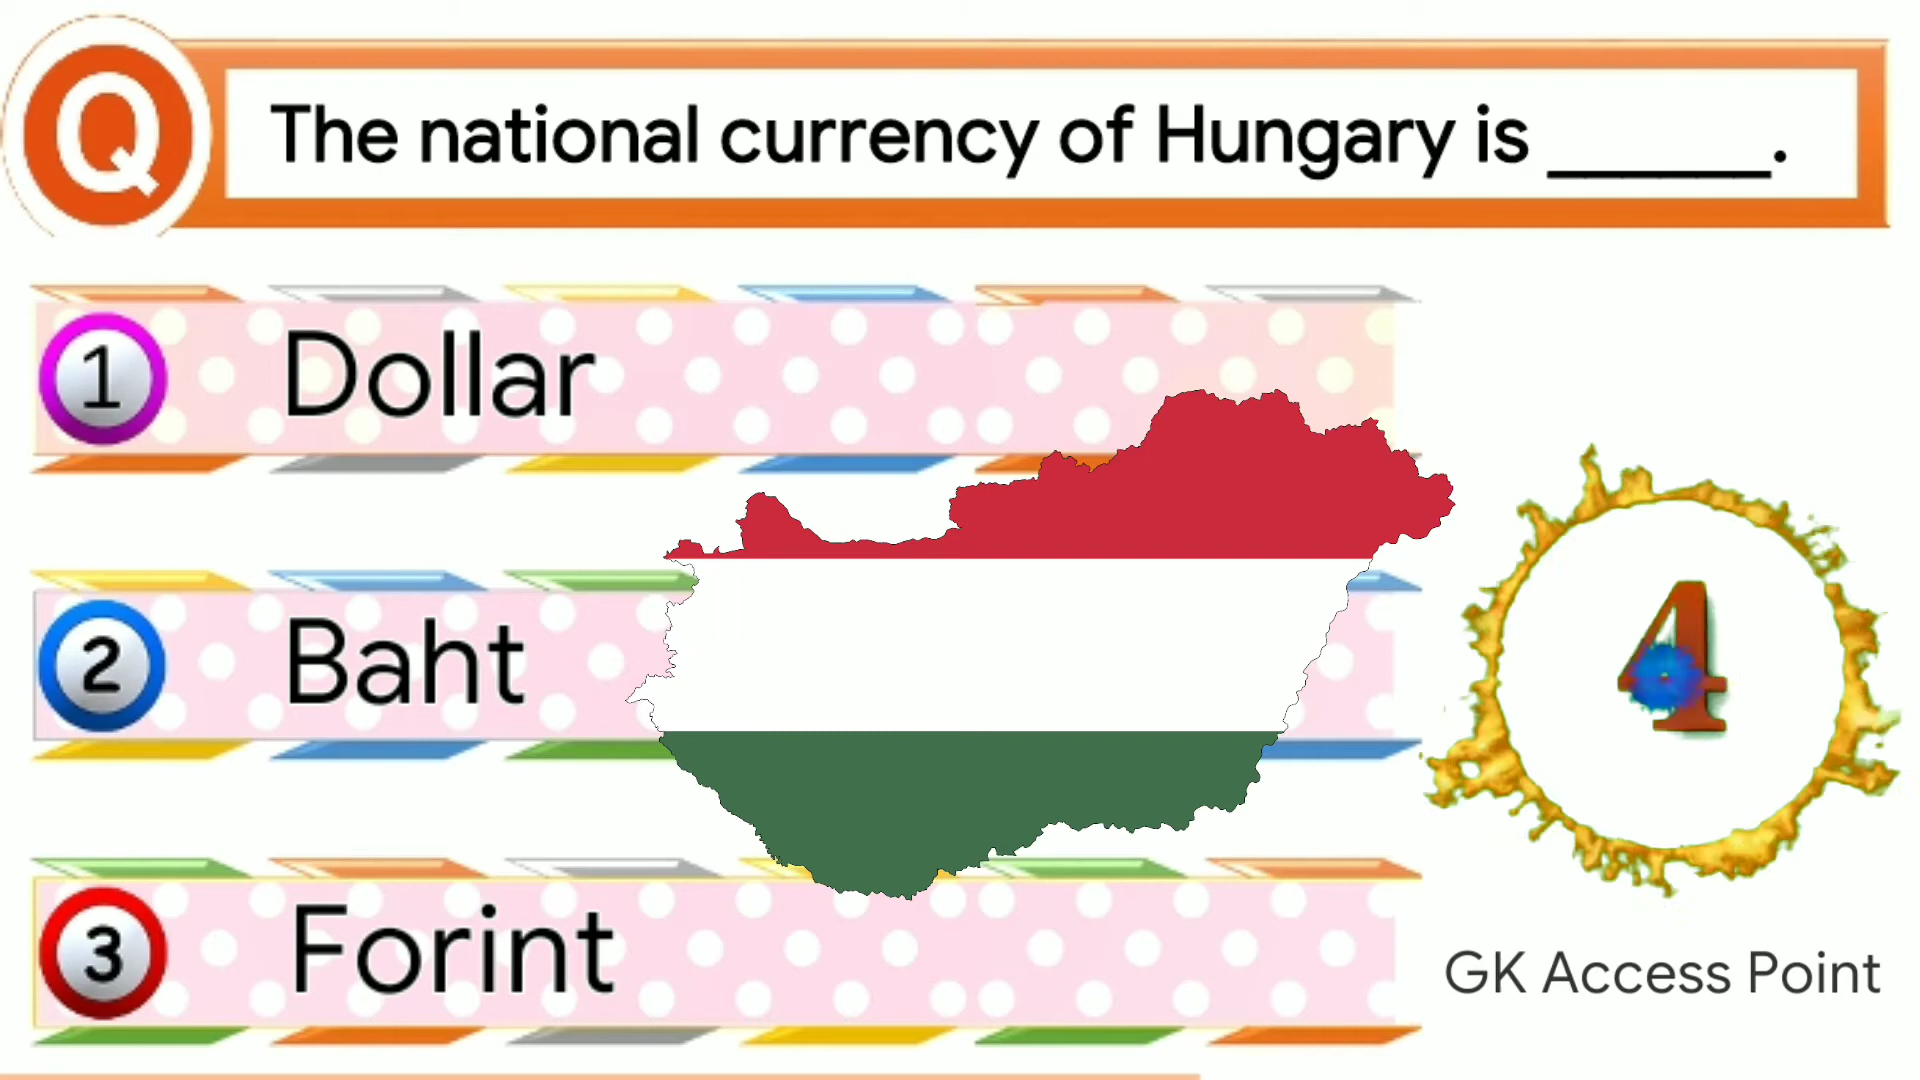 Q
The national currency of Hungary is ______.
1 Dollar
2 Baht
3 Forint
4
GK Access Point